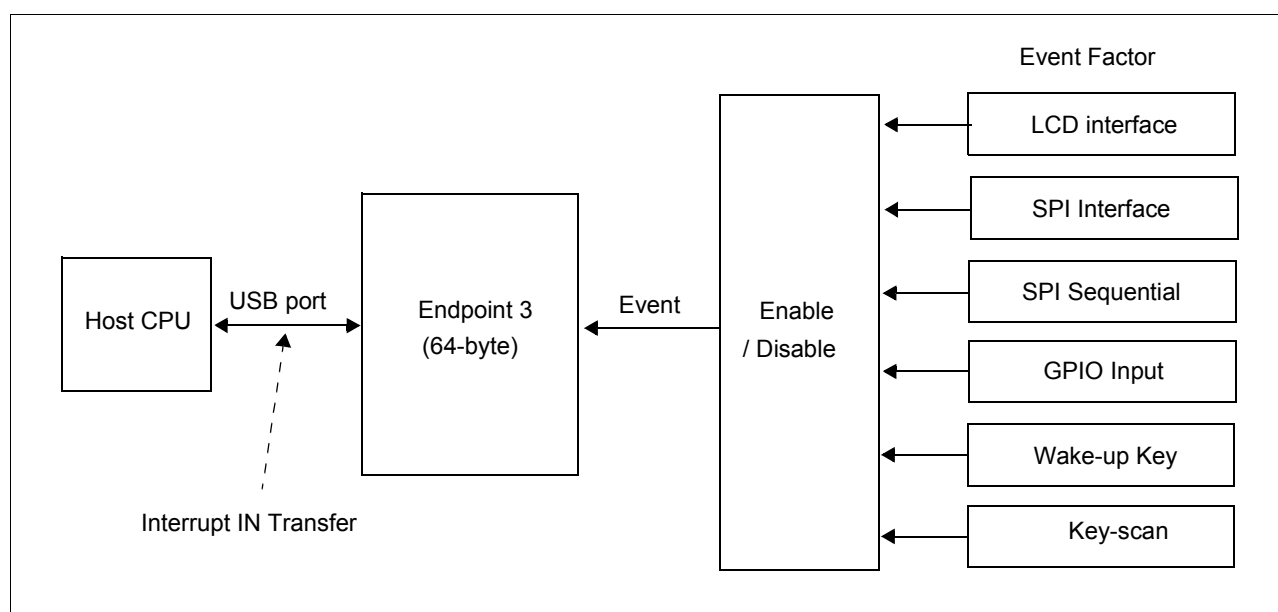 Event Factor
LCD interface
SPI Interface
SPI Sequential
GPIO Input
Wake-up Key
Key-scan
Enable
/ Disable
Event
Endpoint 3
(64-byte)
USB port
Host CPU
Interrupt IN Transfer